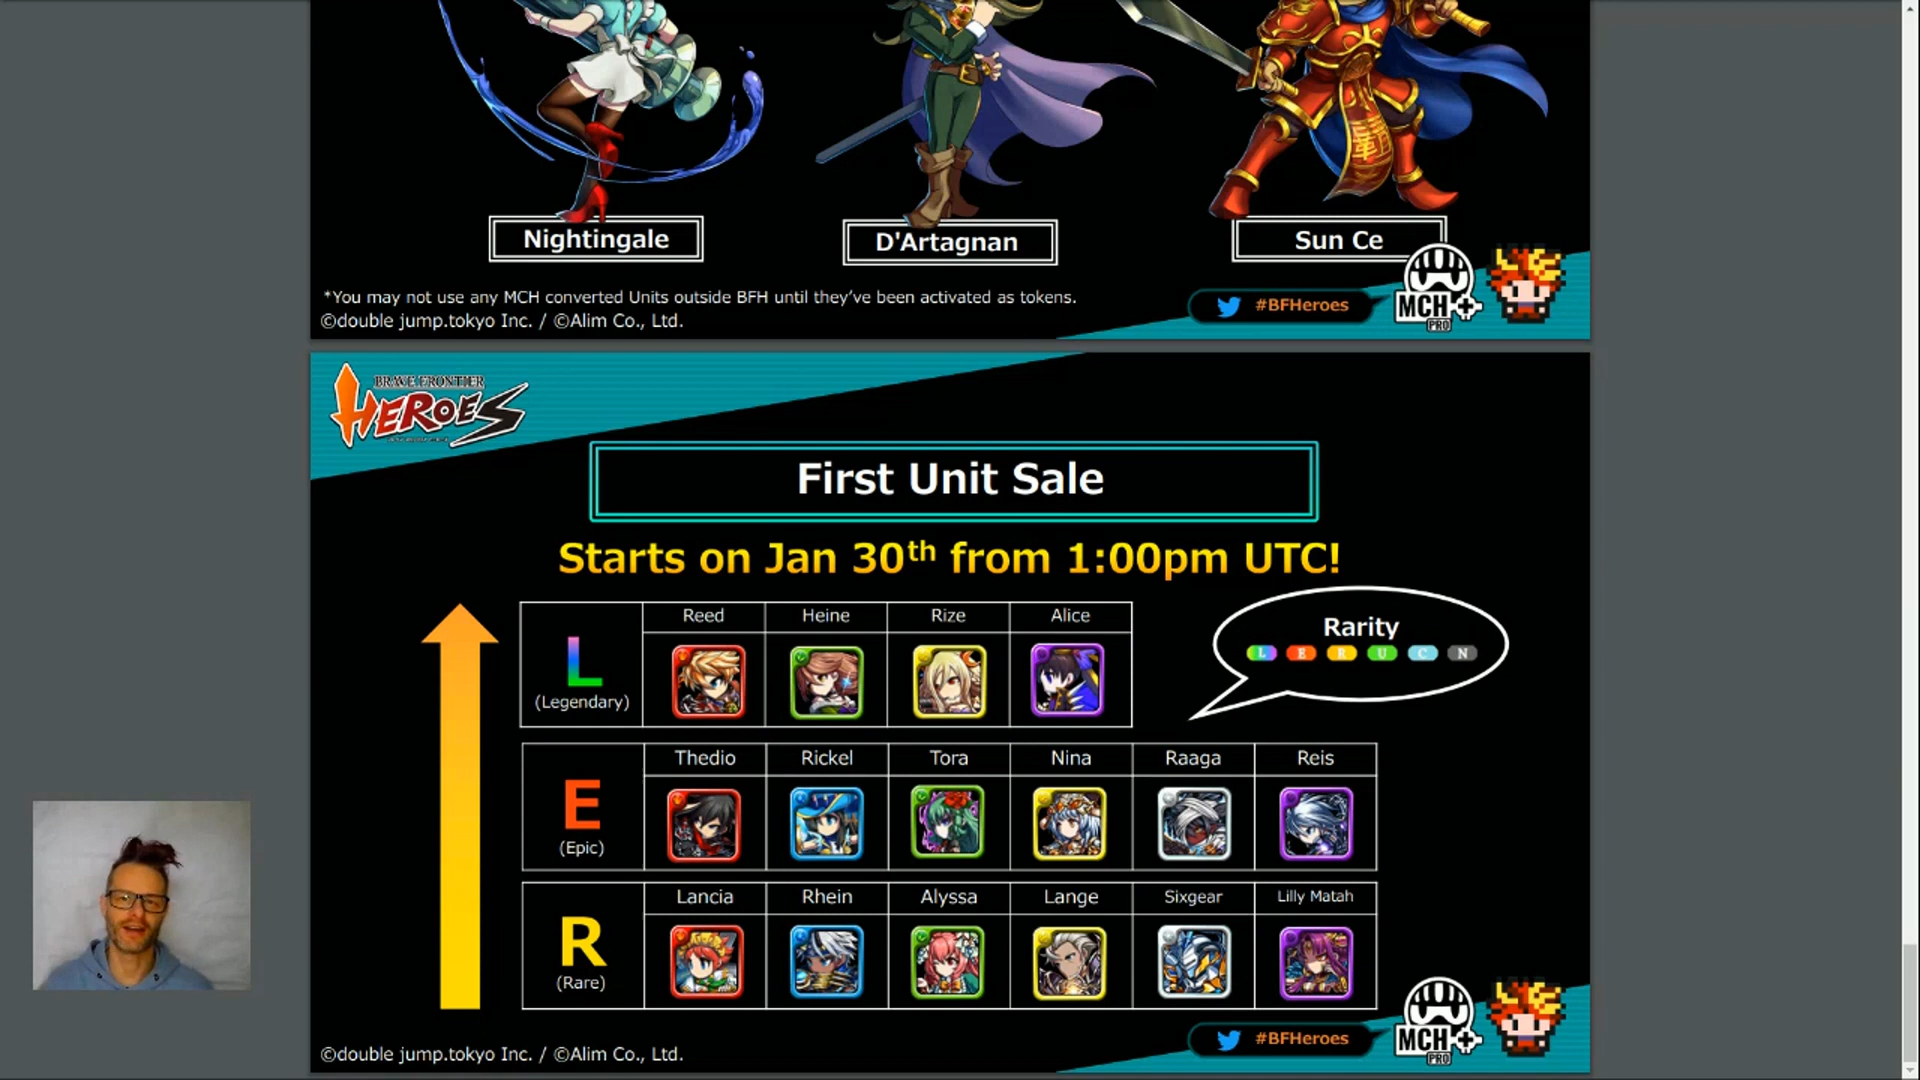 Nightingale
D'Artagnan
Sun Ce
*You may not use any MCH converted Units outside BFH until they’ve been activated as tokens.
©double jump.tokyo Inc. / ©Alim Co., Ltd.
#BFHeroes
MCH+
PRO
BRAVE FRONTIER
HEROES
First Unit Sale
Starts on Jan 30th from 1:00pm UTC!
Rarity
L E R U C N
L
(Legendary)
Reed Heine Rize Alice
E
(Epic)
Thedio Rickel Tora Nina Raaga Reis
R
(Rare)
Lancia Rhein Alyssa Lange Sixgear Lilly Matah
©double jump.tokyo Inc. / ©Alim Co., Ltd.
#BFHeroes
MCH+
PRO